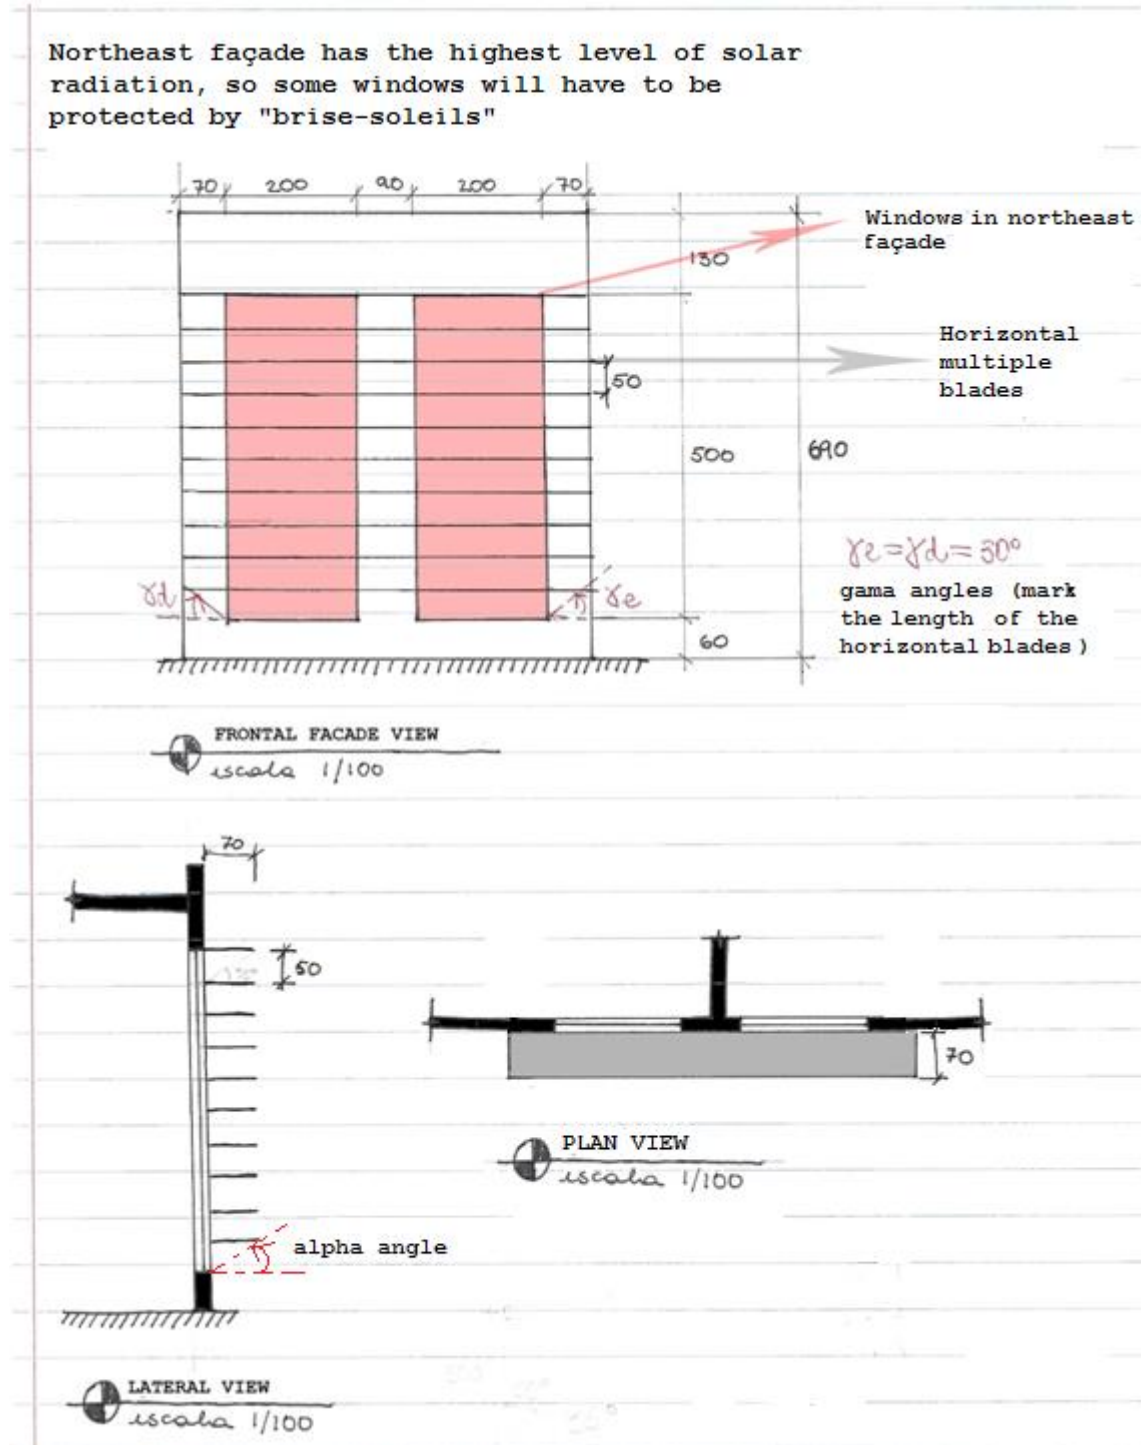 Northeast façade has the highest level of solar
radiation, so some windows will have to be
protected by "brise-soleils"
70 200 90 200 70
Windows in northeast
façade
130
Horizontal
multiple
blades
50
500
690
γe=γd=30°
gama angles (mark
the length of the
horizontal blades)
γd
γe
60
FRONTAL FACADE VIEW
escala 1/100
70
50
70
PLAN VIEW
escala 1/100
alpha angle
LATERAL VIEW
escala 1/100